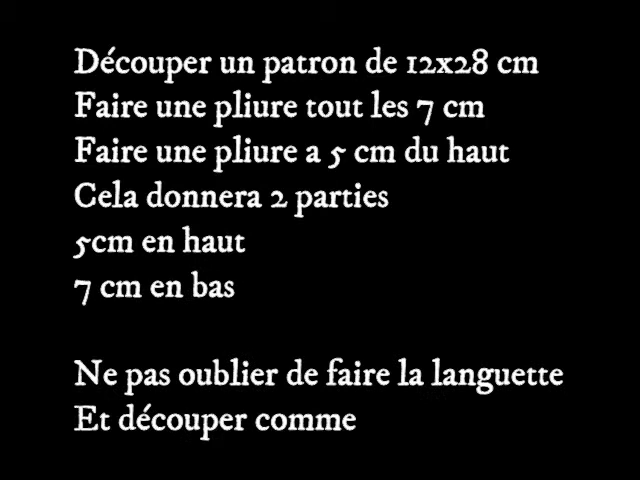 Découper un patron de 12x28 cm
Faire une pliure tout les 7 cm
Faire une pliure a 5 cm du haut
Cela donnera 2 parties
5cm en haut
7 cm en bas
Ne pas oublier de faire la languette
Et découper comme